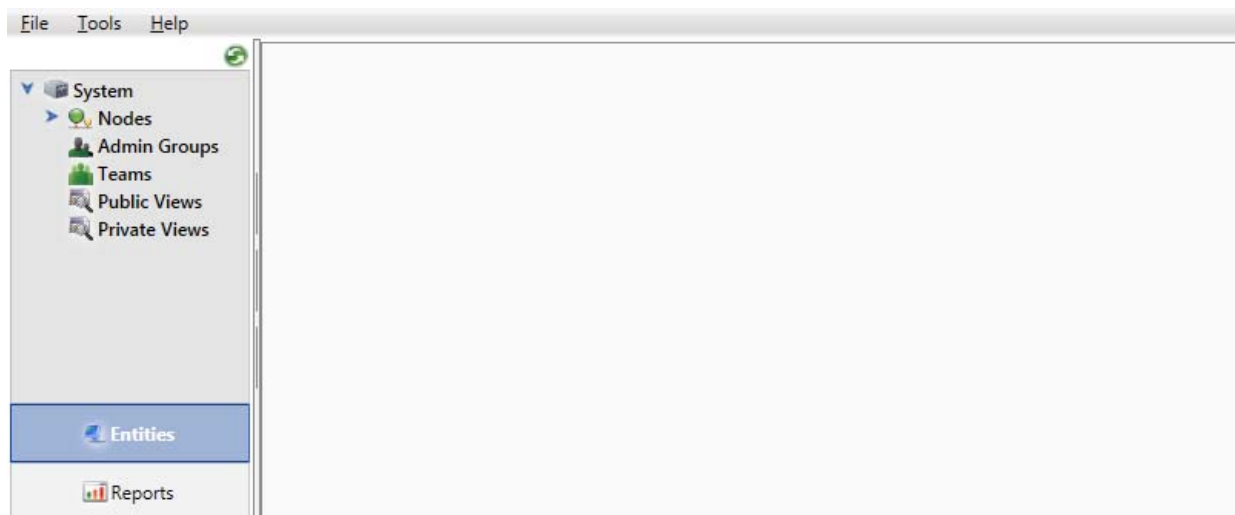 File Tools Help
System
Nodes
Admin Groups
Teams
Public Views
Private Views
Entities
Reports